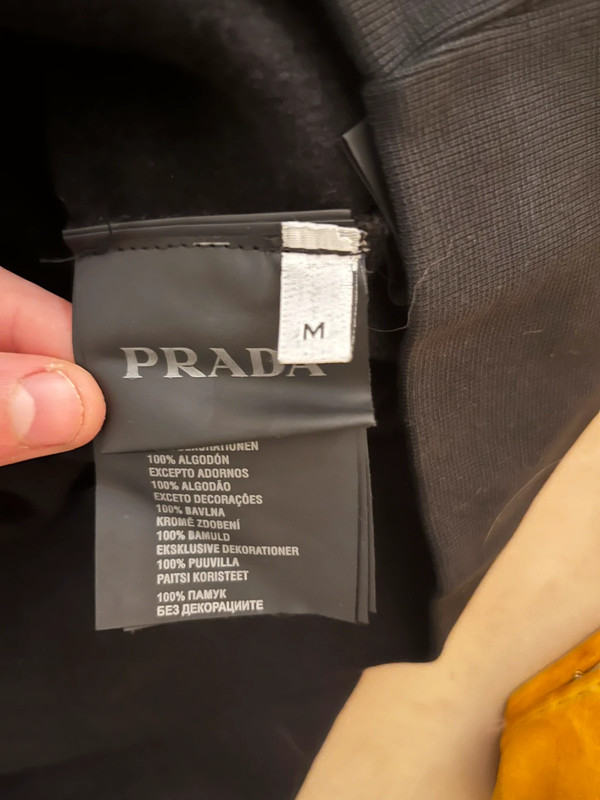 M
PRADA
DEKORATIONEN
100% ALGODÓN
EXCEPTO ADORNOS
100% ALGODÃO
EXCETO DECORAÇÕES
100% BAVLNA
KROMĚ ZDOBENÍ
100% BAMULD
EKSKLUSIVE DEKORATIONER
100% PUUVILLA
PAITSI KORISTEET
100% ПАМУК
БЕЗ ДЕКОРАЦИИТЕ